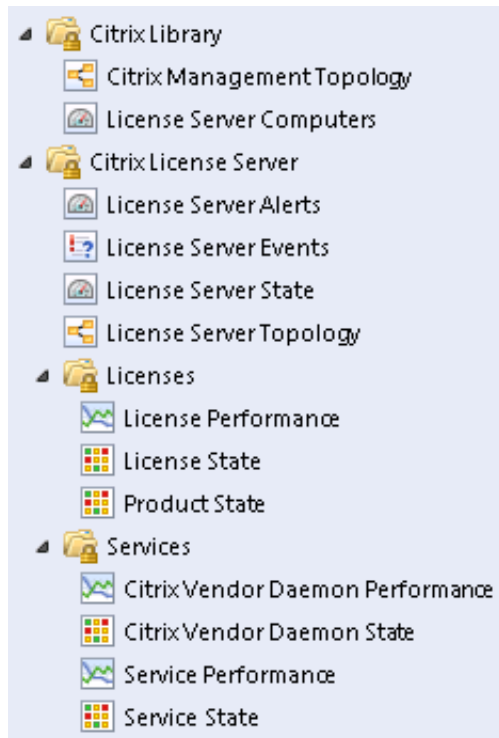 Citrix Library
Citrix Management Topology
License Server Computers
Citrix License Server
License Server Alerts
License Server Events
License Server State
License Server Topology
Licenses
License Performance
License State
Product State
Services
Citrix Vendor Daemon Performance
Citrix Vendor Daemon State
Service Performance
Service State